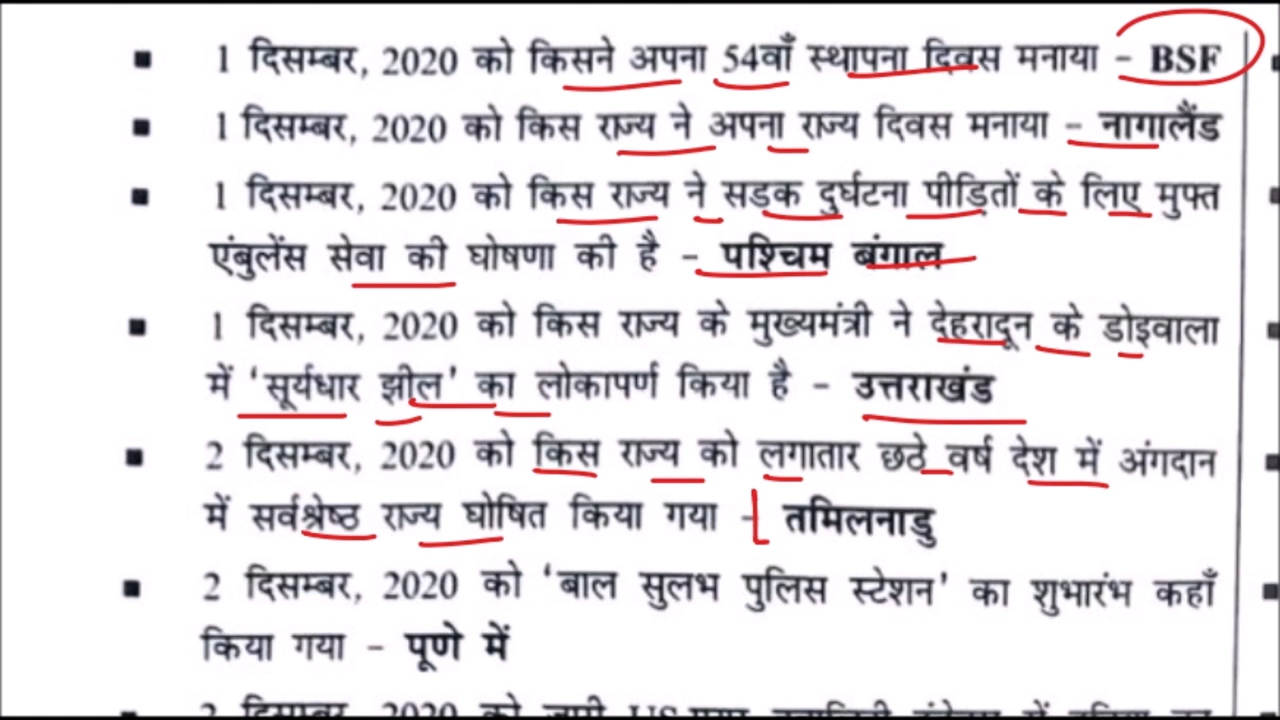 ▪ 1 दिसम्बर, 2020 को किसने अपना 54वाँ स्थापना दिवस मनाया – BSF
▪ 1 दिसम्बर, 2020 को किस राज्य ने अपना राज्य दिवस मनाया – नागालैंड
▪ 1 दिसम्बर, 2020 को किस राज्य ने सड़क दुर्घटना पीड़ितों के लिए मुफ्त
एंबुलेंस सेवा की घोषणा की है – पश्चिम बंगाल
▪ 1 दिसम्बर, 2020 को किस राज्य के मुख्यमंत्री ने देहरादून के डोइवाला
में ‘सूर्यधार झील’ का लोकापर्ण किया है – उत्तराखंड
▪ 2 दिसम्बर, 2020 को किस राज्य को लगातार छठे वर्ष देश में अंगदान
में सर्वश्रेष्ठ राज्य घोषित किया गया – तमिलनाडु
▪ 2 दिसम्बर, 2020 को ‘बाल सुलभ पुलिस स्टेशन’ का शुभारंभ कहाँ
किया गया – पूणे में